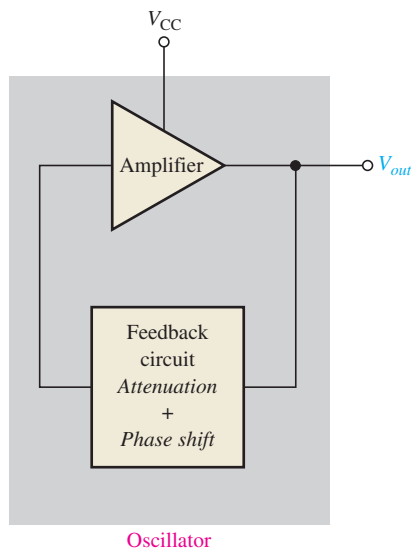 VCC
Amplifier
Vout
Feedback
circuit
Attenuation
+
Phase shift
Oscillator